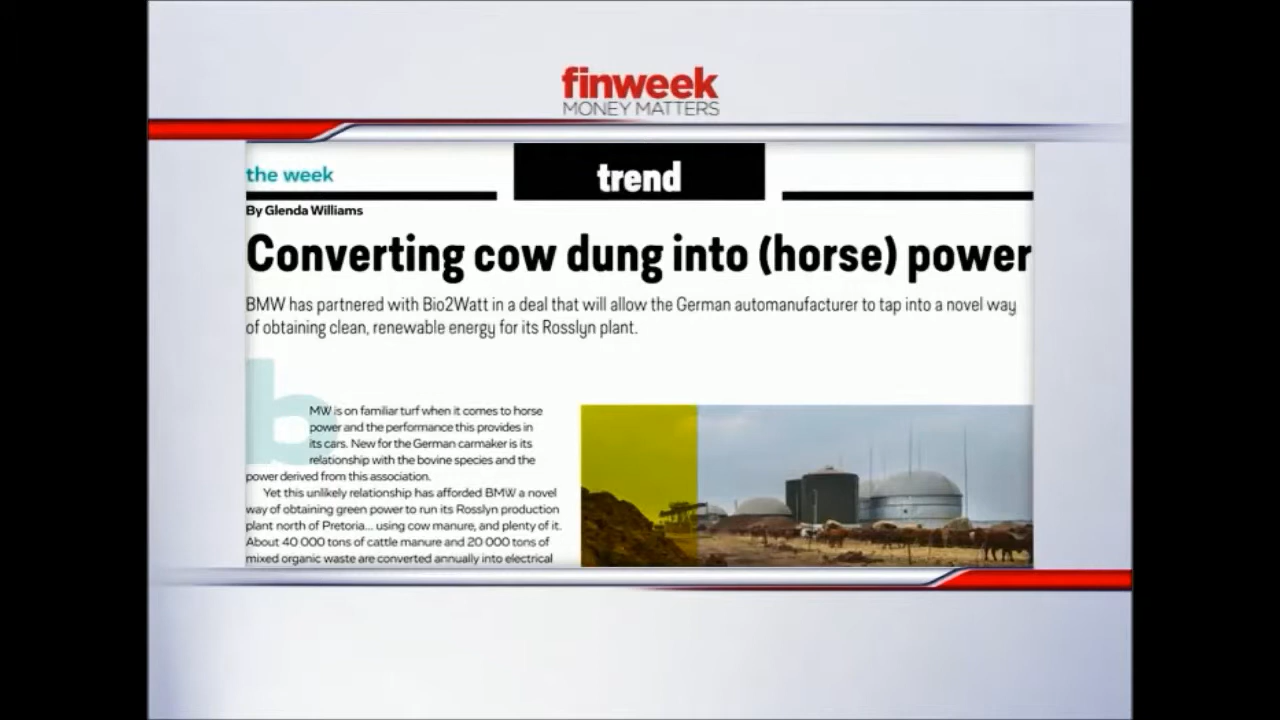 finweek
MONEY MATTERS
the week
trend
By Glenda Williams
Converting cow dung into (horse) power
BMW has partnered with Bio2Watt in a deal that will allow the German automanufacturer to tap into a novel way
of obtaining clean, renewable energy for its Rosslyn plant.
b
MW is on familiar turf when it comes to horse
power and the performance this provides in
its cars. New for the German carmaker is its
relationship with the bovine species and the
power derived from this association.
Yet this unlikely relationship has afforded BMW a novel
way of obtaining green power to run its Rosslyn production
plant north of Pretoria... using cow manure, and plenty of it.
About 40 000 tons of cattle manure and 20 000 tons of
mixed organic waste are converted annually into electrical